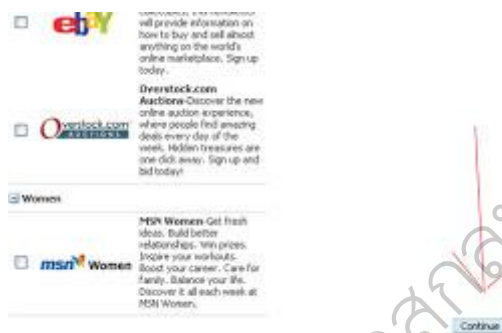 ebY
will provide information on
how to buy and sell almost
anything on the world's
online marketplace. Sign up
today.
Overstock.com
Auctions-Discover the new
online auction experience,
where people find amazing
deals every day of the
week. Hidden treasures are
one click away. Sign up and
bid today!
Overstock.com
AUCTIONS
Women
MSN Women-Get fresh
ideas. Build better
relationships. Win prizes.
Inspire your workouts.
Boost your career. Care for
family. Balance your life.
Discover it all each week at
MSN Women.
msn Women
Continue